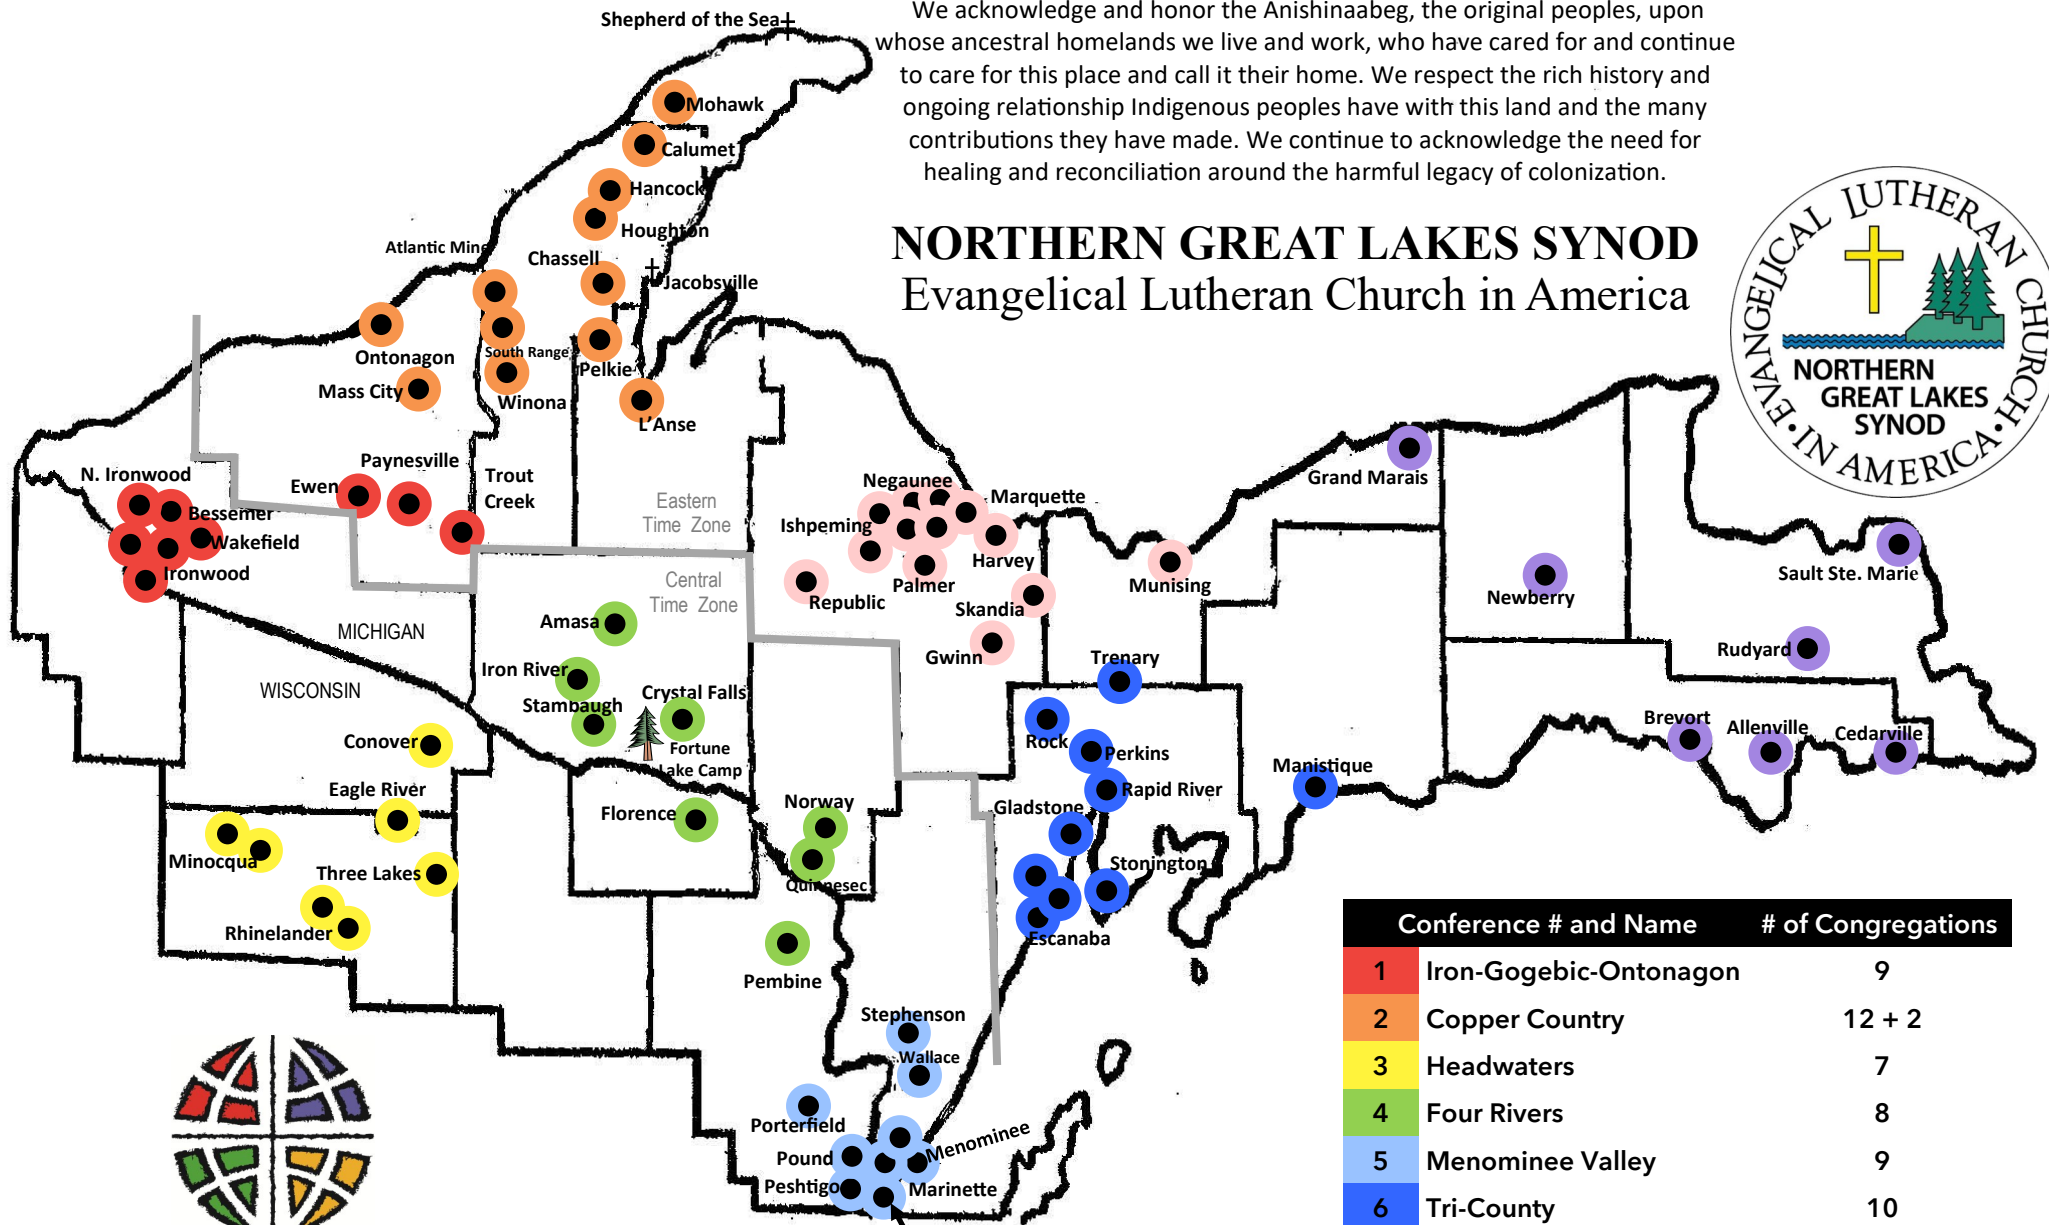 Shepherd of the Sea
We acknowledge and honor the Anishinaabeg, the original peoples, upon
whose ancestral homelands we live and work, who have cared for and continue
to care for this place and call it their home. We respect the rich history and
ongoing relationship Indigenous peoples have with this land and the many
contributions they have made. We continue to acknowledge the need for
healing and reconciliation around the harmful legacy of colonization.
NORTHERN GREAT LAKES SYNOD
Evangelical Lutheran Church in America
EVANGELICAL LUTHERAN CHURCH • IN AMERICA •
NORTHERN
GREAT LAKES
SYNOD
Mohawk
Calumet
Hancock
Houghton
Atlantic Mine
Chassell
Jacobsville
Ontonagon
South Range
Pelkie
Mass City
Winona
L'Anse
N. Ironwood
Paynesville
Trout
Creek
Ewen
Bessemer
Wakefield
Ironwood
Eastern
Time Zone
Central
Time Zone
Negaunee
Marquette
Ishpeming
Harvey
Palmer
Republic
Skandia
Gwinn
Munising
Grand Marais
Newberry
Sault Ste. Marie
Rudyard
MICHIGAN
WISCONSIN
Amasa
Iron River
Stambaugh
Crystal Falls
Fortune
Lake Camp
Trenary
Rock
Perkins
Rapid River
Manistique
Brevort
Allenville
Cedarville
Conover
Eagle River
Minocqua
Three Lakes
Rhinelander
Florence
Norway
Quinnesec
Pembine
Gladstone
Stonington
Escanaba
Stephenson
Wallace
Porterfield
Pound
Menominee
Peshtigo
Marinette
Conference # and Name # of Congregations
1 Iron-Gogebic-Ontonagon 9
2 Copper Country 12 + 2
3 Headwaters 7
4 Four Rivers 8
5 Menominee Valley 9
6 Tri-County 10